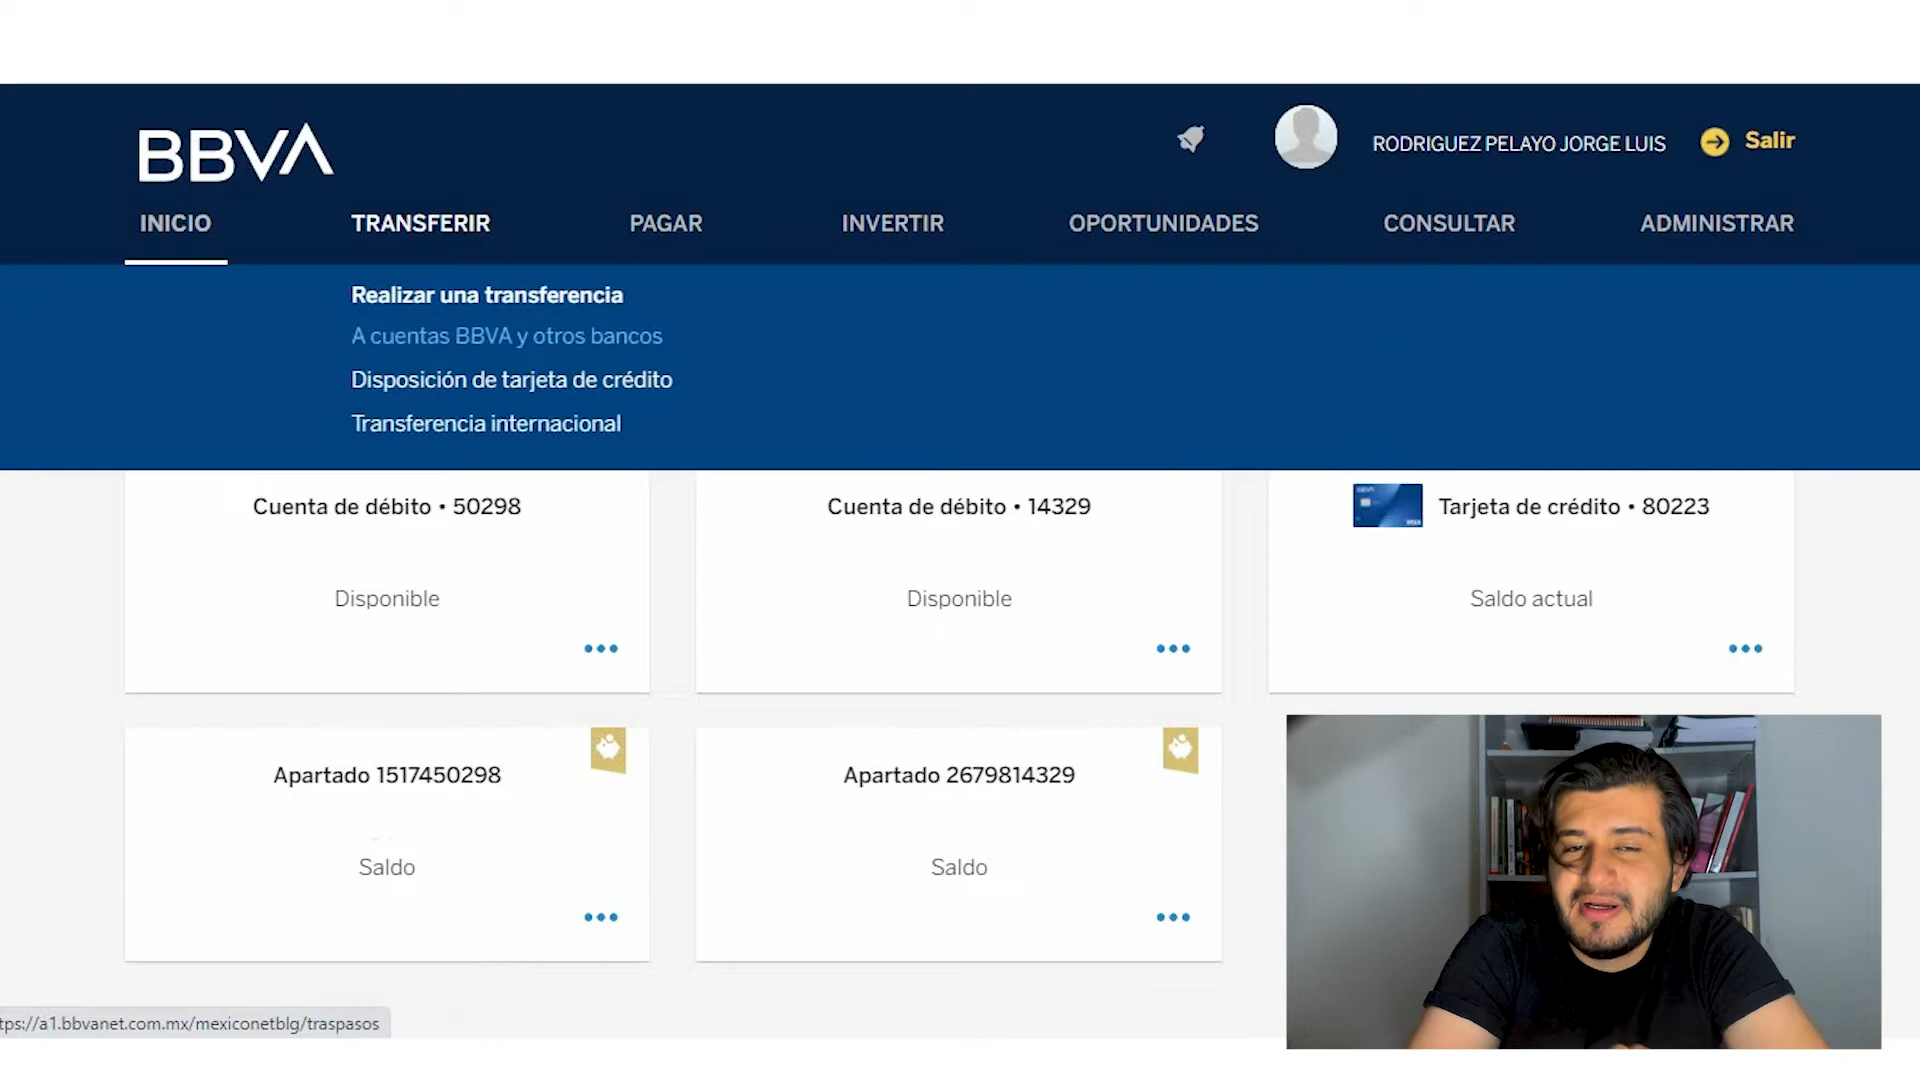 BBVA
RODRIGUEZ PELAYO JORGE LUIS
Salir
INICIO
TRANSFERIR
PAGAR
INVERTIR
OPORTUNIDADES
CONSULTAR
ADMINISTRAR
Realizar una transferencia
A cuentas BBVA y otros bancos
Disposición de tarjeta de crédito
Transferencia internacional
Cuenta de débito • 50298
Disponible
Cuenta de débito • 14329
Disponible
BBVA
VISA
Tarjeta de crédito • 80223
Saldo actual
Apartado 1517450298
Saldo
Apartado 2679814329
Saldo
tps://a1.bbvanet.com.mx/mexiconetblg/traspasos